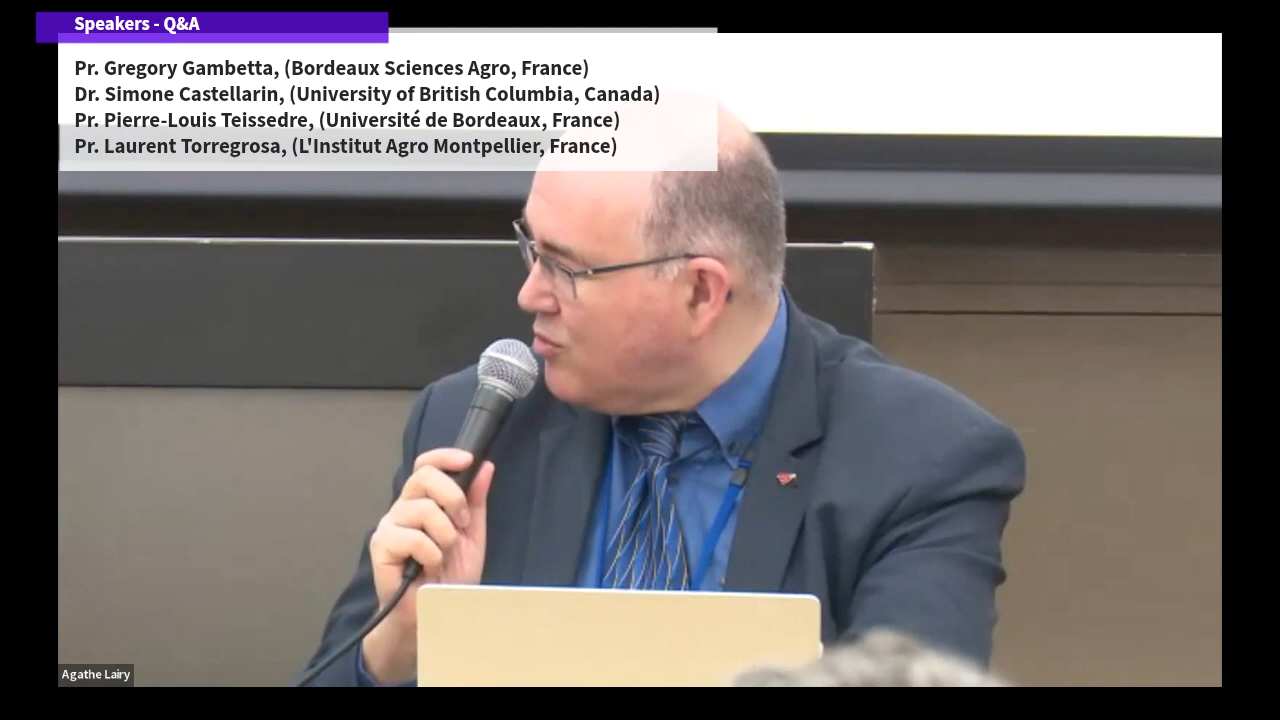 Speakers - Q&A
Pr. Gregory Gambetta, (Bordeaux Sciences Agro, France)
Dr. Simone Castellarin, (University of British Columbia, Canada)
Pr. Pierre-Louis Teissedre, (Université de Bordeaux, France)
Pr. Laurent Torregrosa, (L'Institut Agro Montpellier, France)
Agathe Lairy